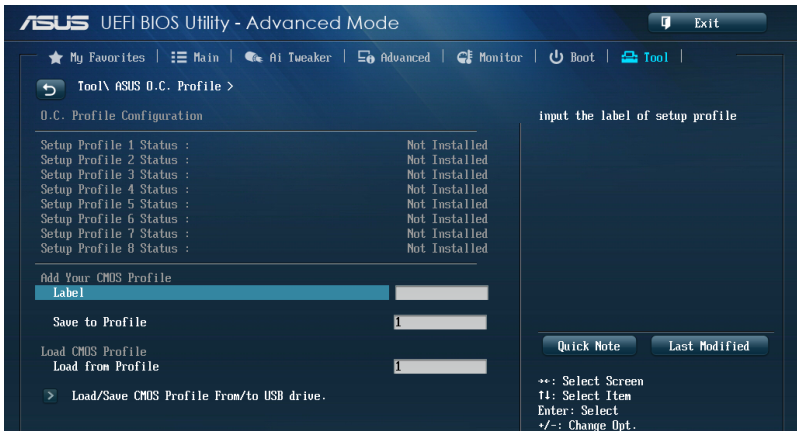 ASUS UEFI BIOS Utility - Advanced Mode
Exit
My Favorites | Main | Ai Tweaker | Advanced | Monitor | Boot | Tool |
Tool\ ASUS O.C. Profile >
O.C. Profile Configuration
input the label of setup profile
Setup Profile 1 Status : Not Installed
Setup Profile 2 Status : Not Installed
Setup Profile 3 Status : Not Installed
Setup Profile 4 Status : Not Installed
Setup Profile 5 Status : Not Installed
Setup Profile 6 Status : Not Installed
Setup Profile 7 Status : Not Installed
Setup Profile 8 Status : Not Installed
Add Your CMOS Profile
Label
Save to Profile 1
Load CMOS Profile
Load from Profile 1
> Load/Save CMOS Profile From/to USB drive.
Quick Note
Last Modified
→←: Select Screen
↑↓: Select Item
Enter: Select
+/-: Change Opt.